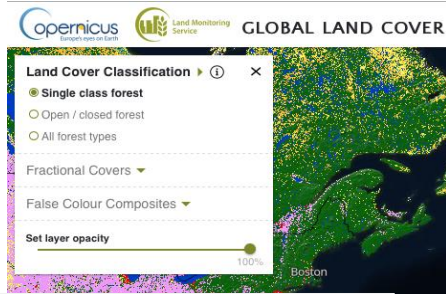 Copernicus
Europe's eyes on Earth
Land Monitoring
Service
GLOBAL LAND COVER
Land Cover Classification
Single class forest
Open / closed forest
All forest types
Fractional Covers
False Colour Composites
Set layer opacity
100%
Boston